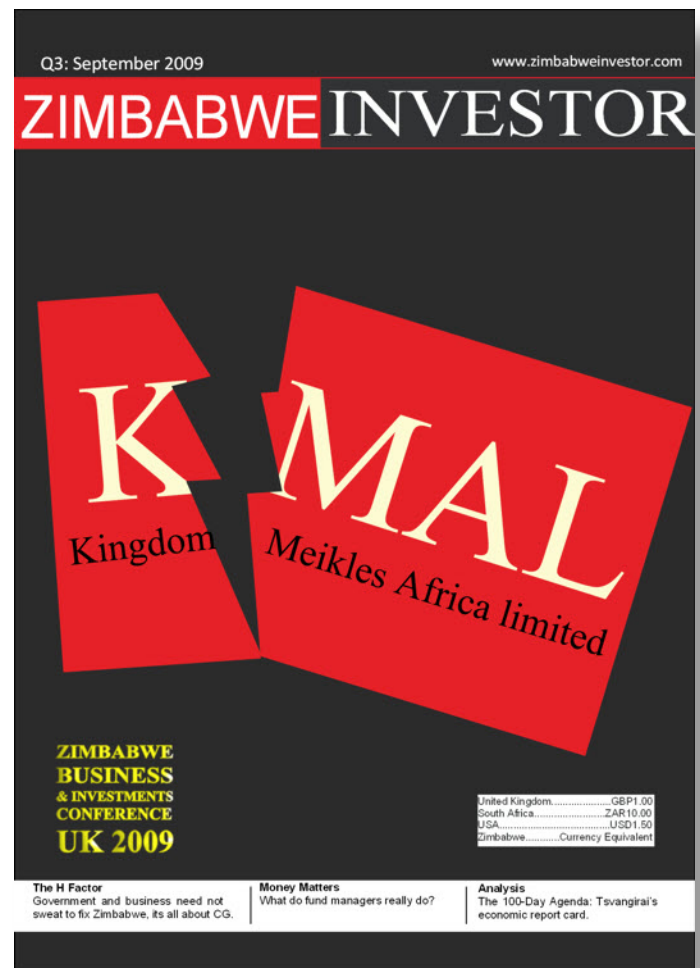 Q3: September 2009
www.zimbabweinvestor.com
ZIMBABWE INVESTOR
K MAL
Kingdom Meikles Africa limited
ZIMBABWE
BUSINESS
& INVESTMENTS
CONFERENCE
UK 2009
United Kingdom....................GBP1.00
South Africa........................ZAR10.00
USA.....................................USD1.50
Zimbabwe...........Currency Equivalent
The H Factor
Government and business need not
sweat to fix Zimbabwe, its all about CG.
Money Matters
What do fund managers really do?
Analysis
The 100-Day Agenda: Tsvangirai's
economic report card.